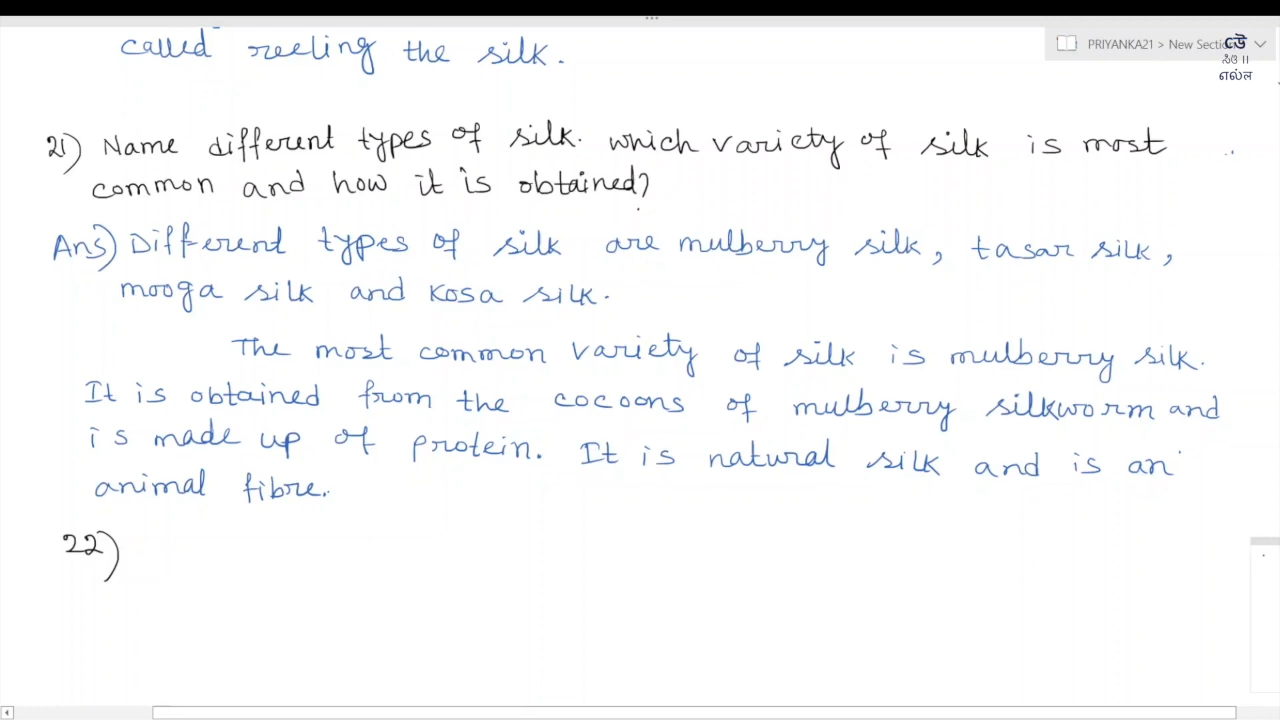 called reeling the silk.
PRIYANKA21 > New Section
21) Name different types of silk. which variety of silk is most
common and how it is obtained?
Ans) Different types of silk are mulberry silk, tasar silk,
mooga silk and kosa silk.
The most common variety of silk is mulberry silk.
It is obtained from the cocoons of mulberry silkworm and
is made up of protein. It is natural silk and is an
animal fibre.
22)